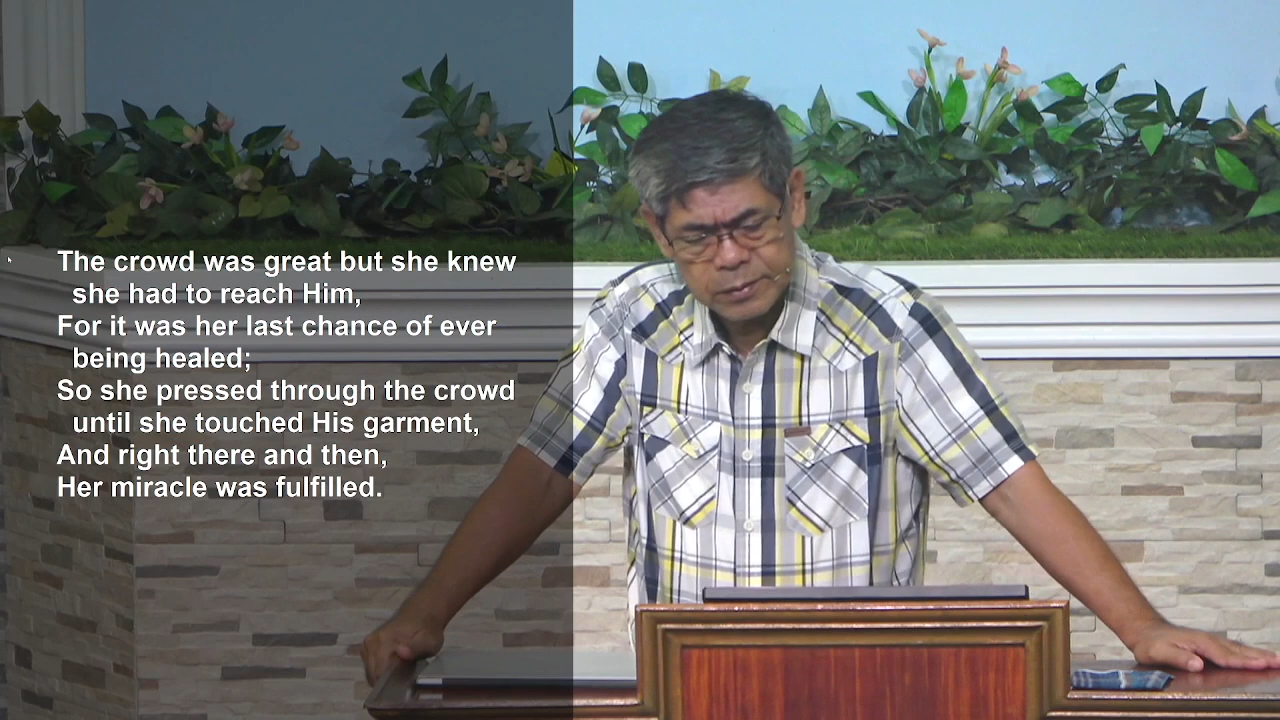 The crowd was great but she knew
she had to reach Him,
For it was her last chance of ever
being healed;
So she pressed through the crowd
until she touched His garment,
And right there and then,
Her miracle was fulfilled.